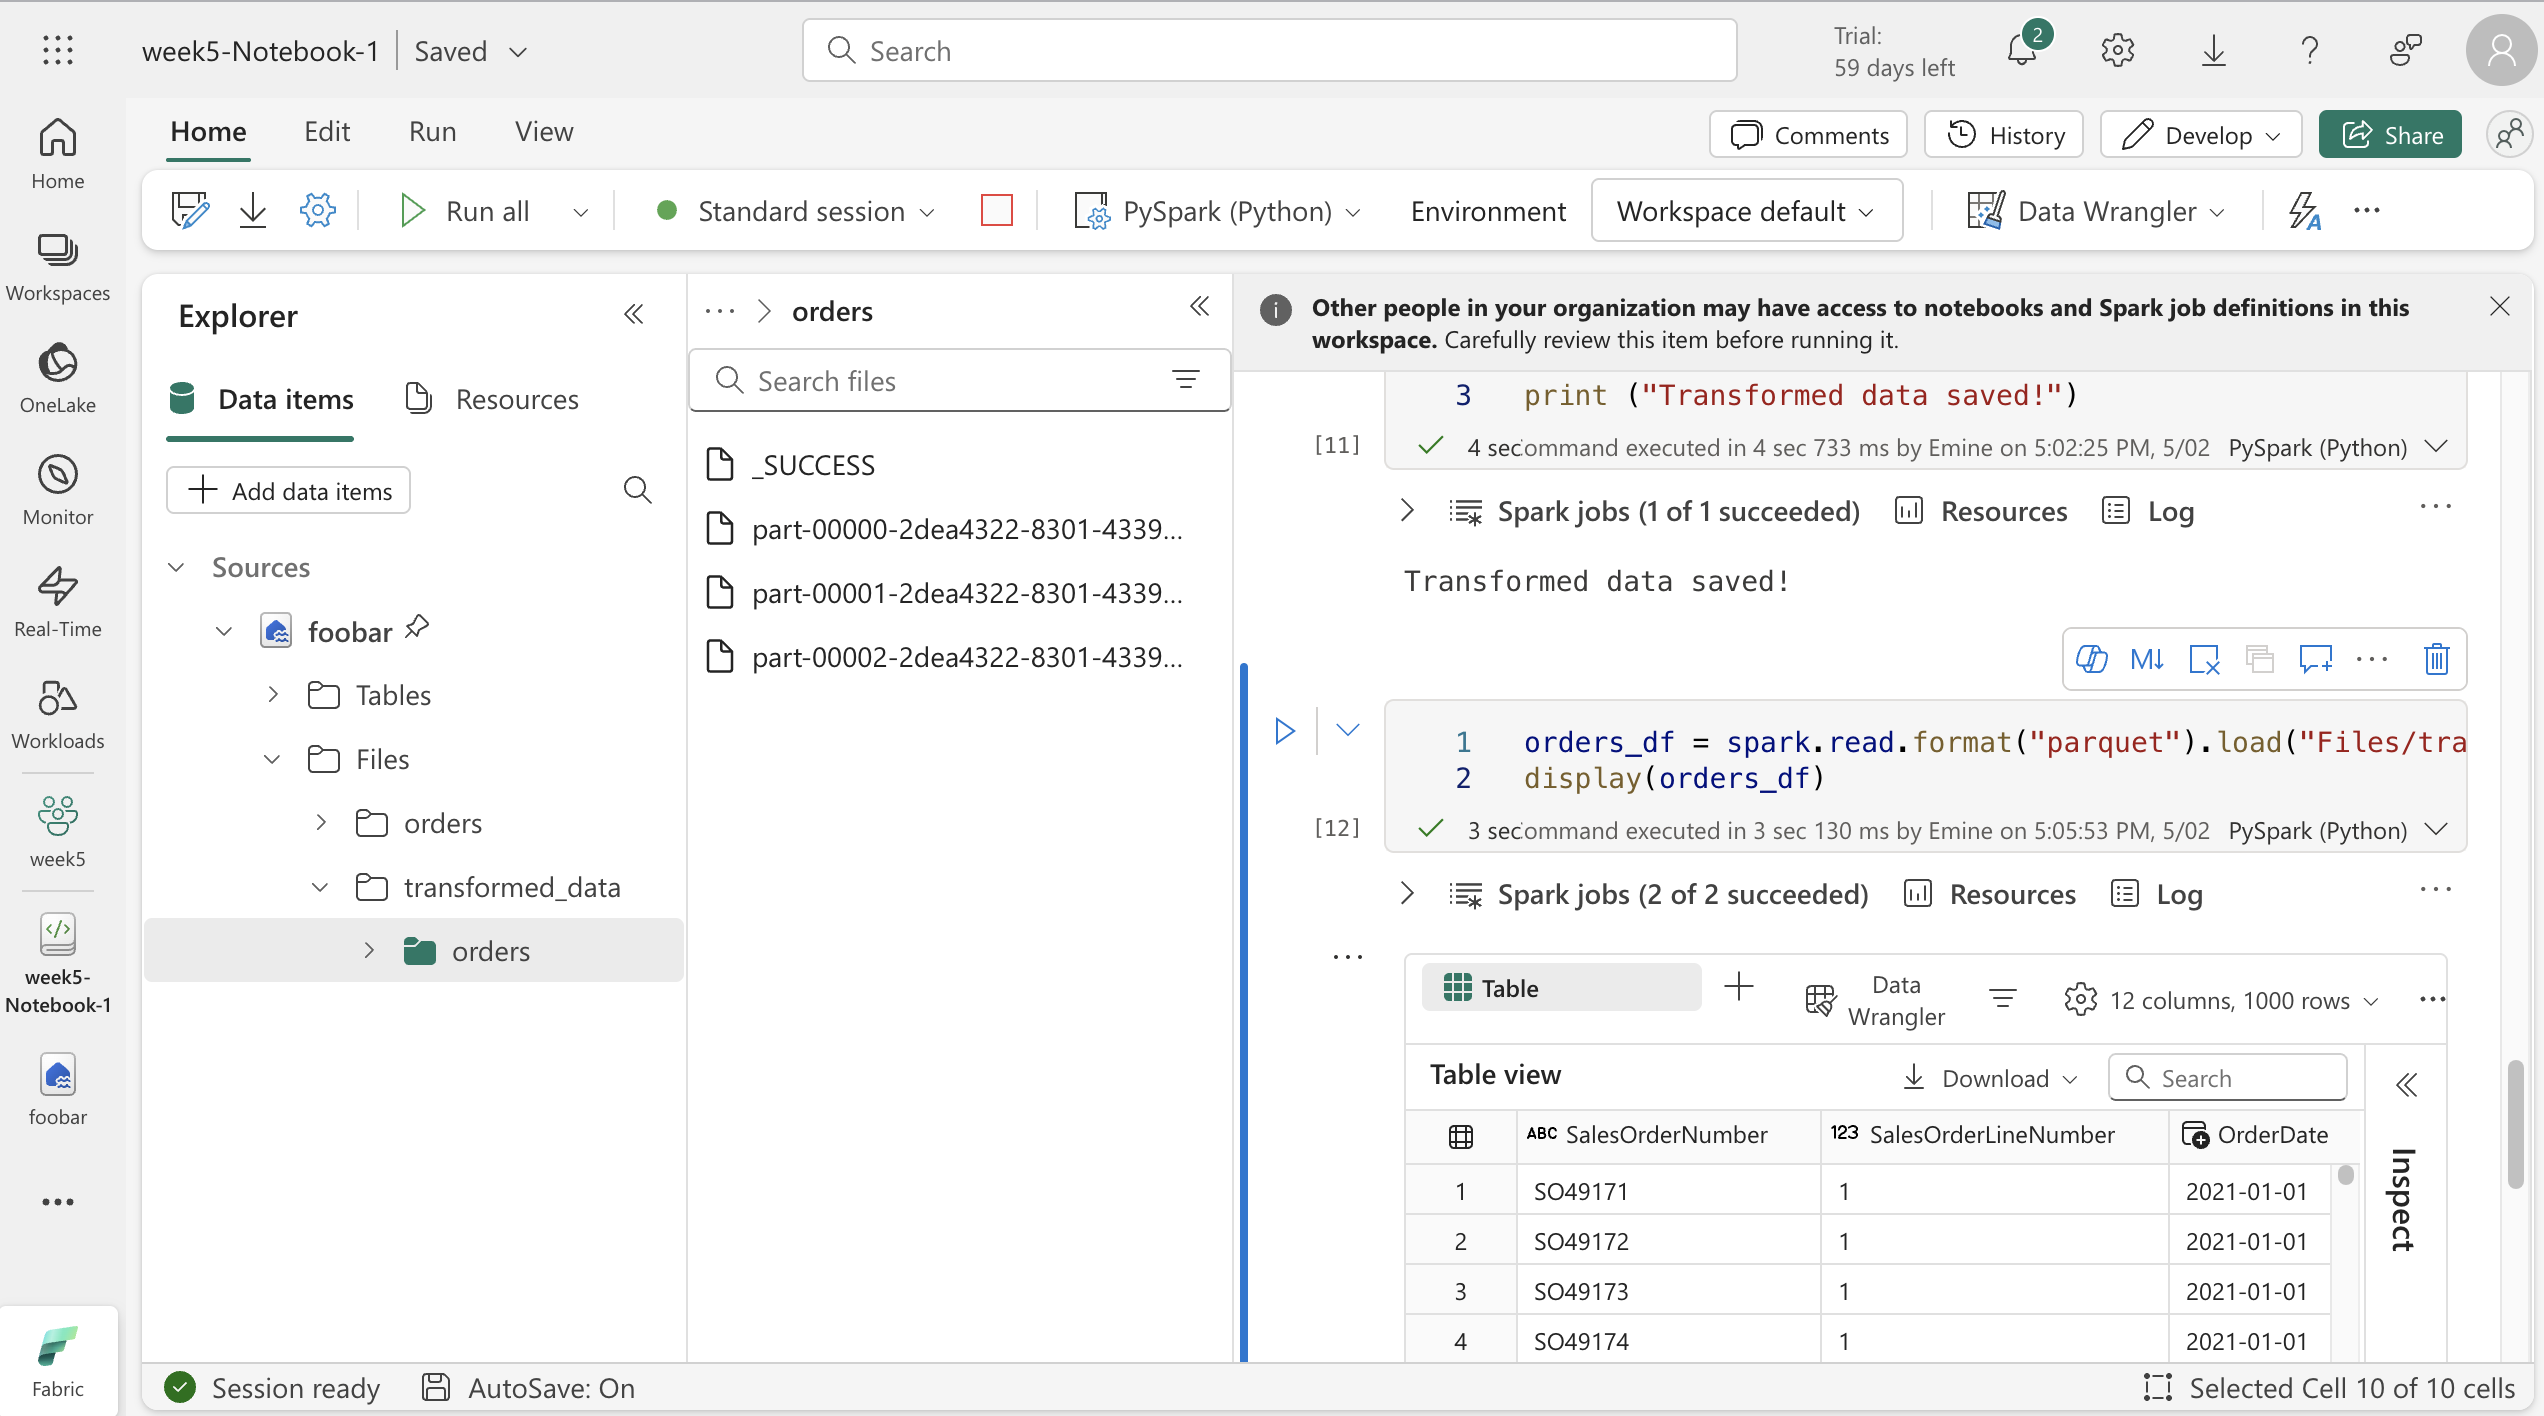 week5-Notebook-1
Saved
Search
Trial:
59 days left
2
Home
Edit
Run
View
Comments
History
Develop
Share
Run all
Standard session
PySpark (Python)
Environment
Workspace default
Data Wrangler
Home
Workspaces
OneLake
Monitor
Real-Time
Workloads
week5
week5-
Notebook-1
foobar
Fabric
Explorer
Data items
Resources
Add data items
Sources
foobar
Tables
Files
orders
transformed_data
orders
orders
Search files
_SUCCESS
part-00000-2dea4322-8301-4339...
part-00001-2dea4322-8301-4339...
part-00002-2dea4322-8301-4339...
Other people in your organization may have access to notebooks and Spark job definitions in this
workspace. Carefully review this item before running it.
3 print ("Transformed data saved!")
[11]
4 sec ommand executed in 4 sec 733 ms by Emine on 5:02:25 PM, 5/02
PySpark (Python)
Spark jobs (1 of 1 succeeded)
Resources
Log
Transformed data saved!
M↓
1 orders_df = spark.read.format("parquet").load("Files/tra
2 display(orders_df)
[12]
3 sec ommand executed in 3 sec 130 ms by Emine on 5:05:53 PM, 5/02
PySpark (Python)
Spark jobs (2 of 2 succeeded)
Resources
Log
Table
Data
Wrangler
12 columns, 1000 rows
Table view
Download
Search
Inspect
ABC SalesOrderNumber
123 SalesOrderLineNumber
OrderDate
1 SO49171 1 2021-01-01
2 SO49172 1 2021-01-01
3 SO49173 1 2021-01-01
4 SO49174 1 2021-01-01
Session ready
AutoSave: On
Selected Cell 10 of 10 cells